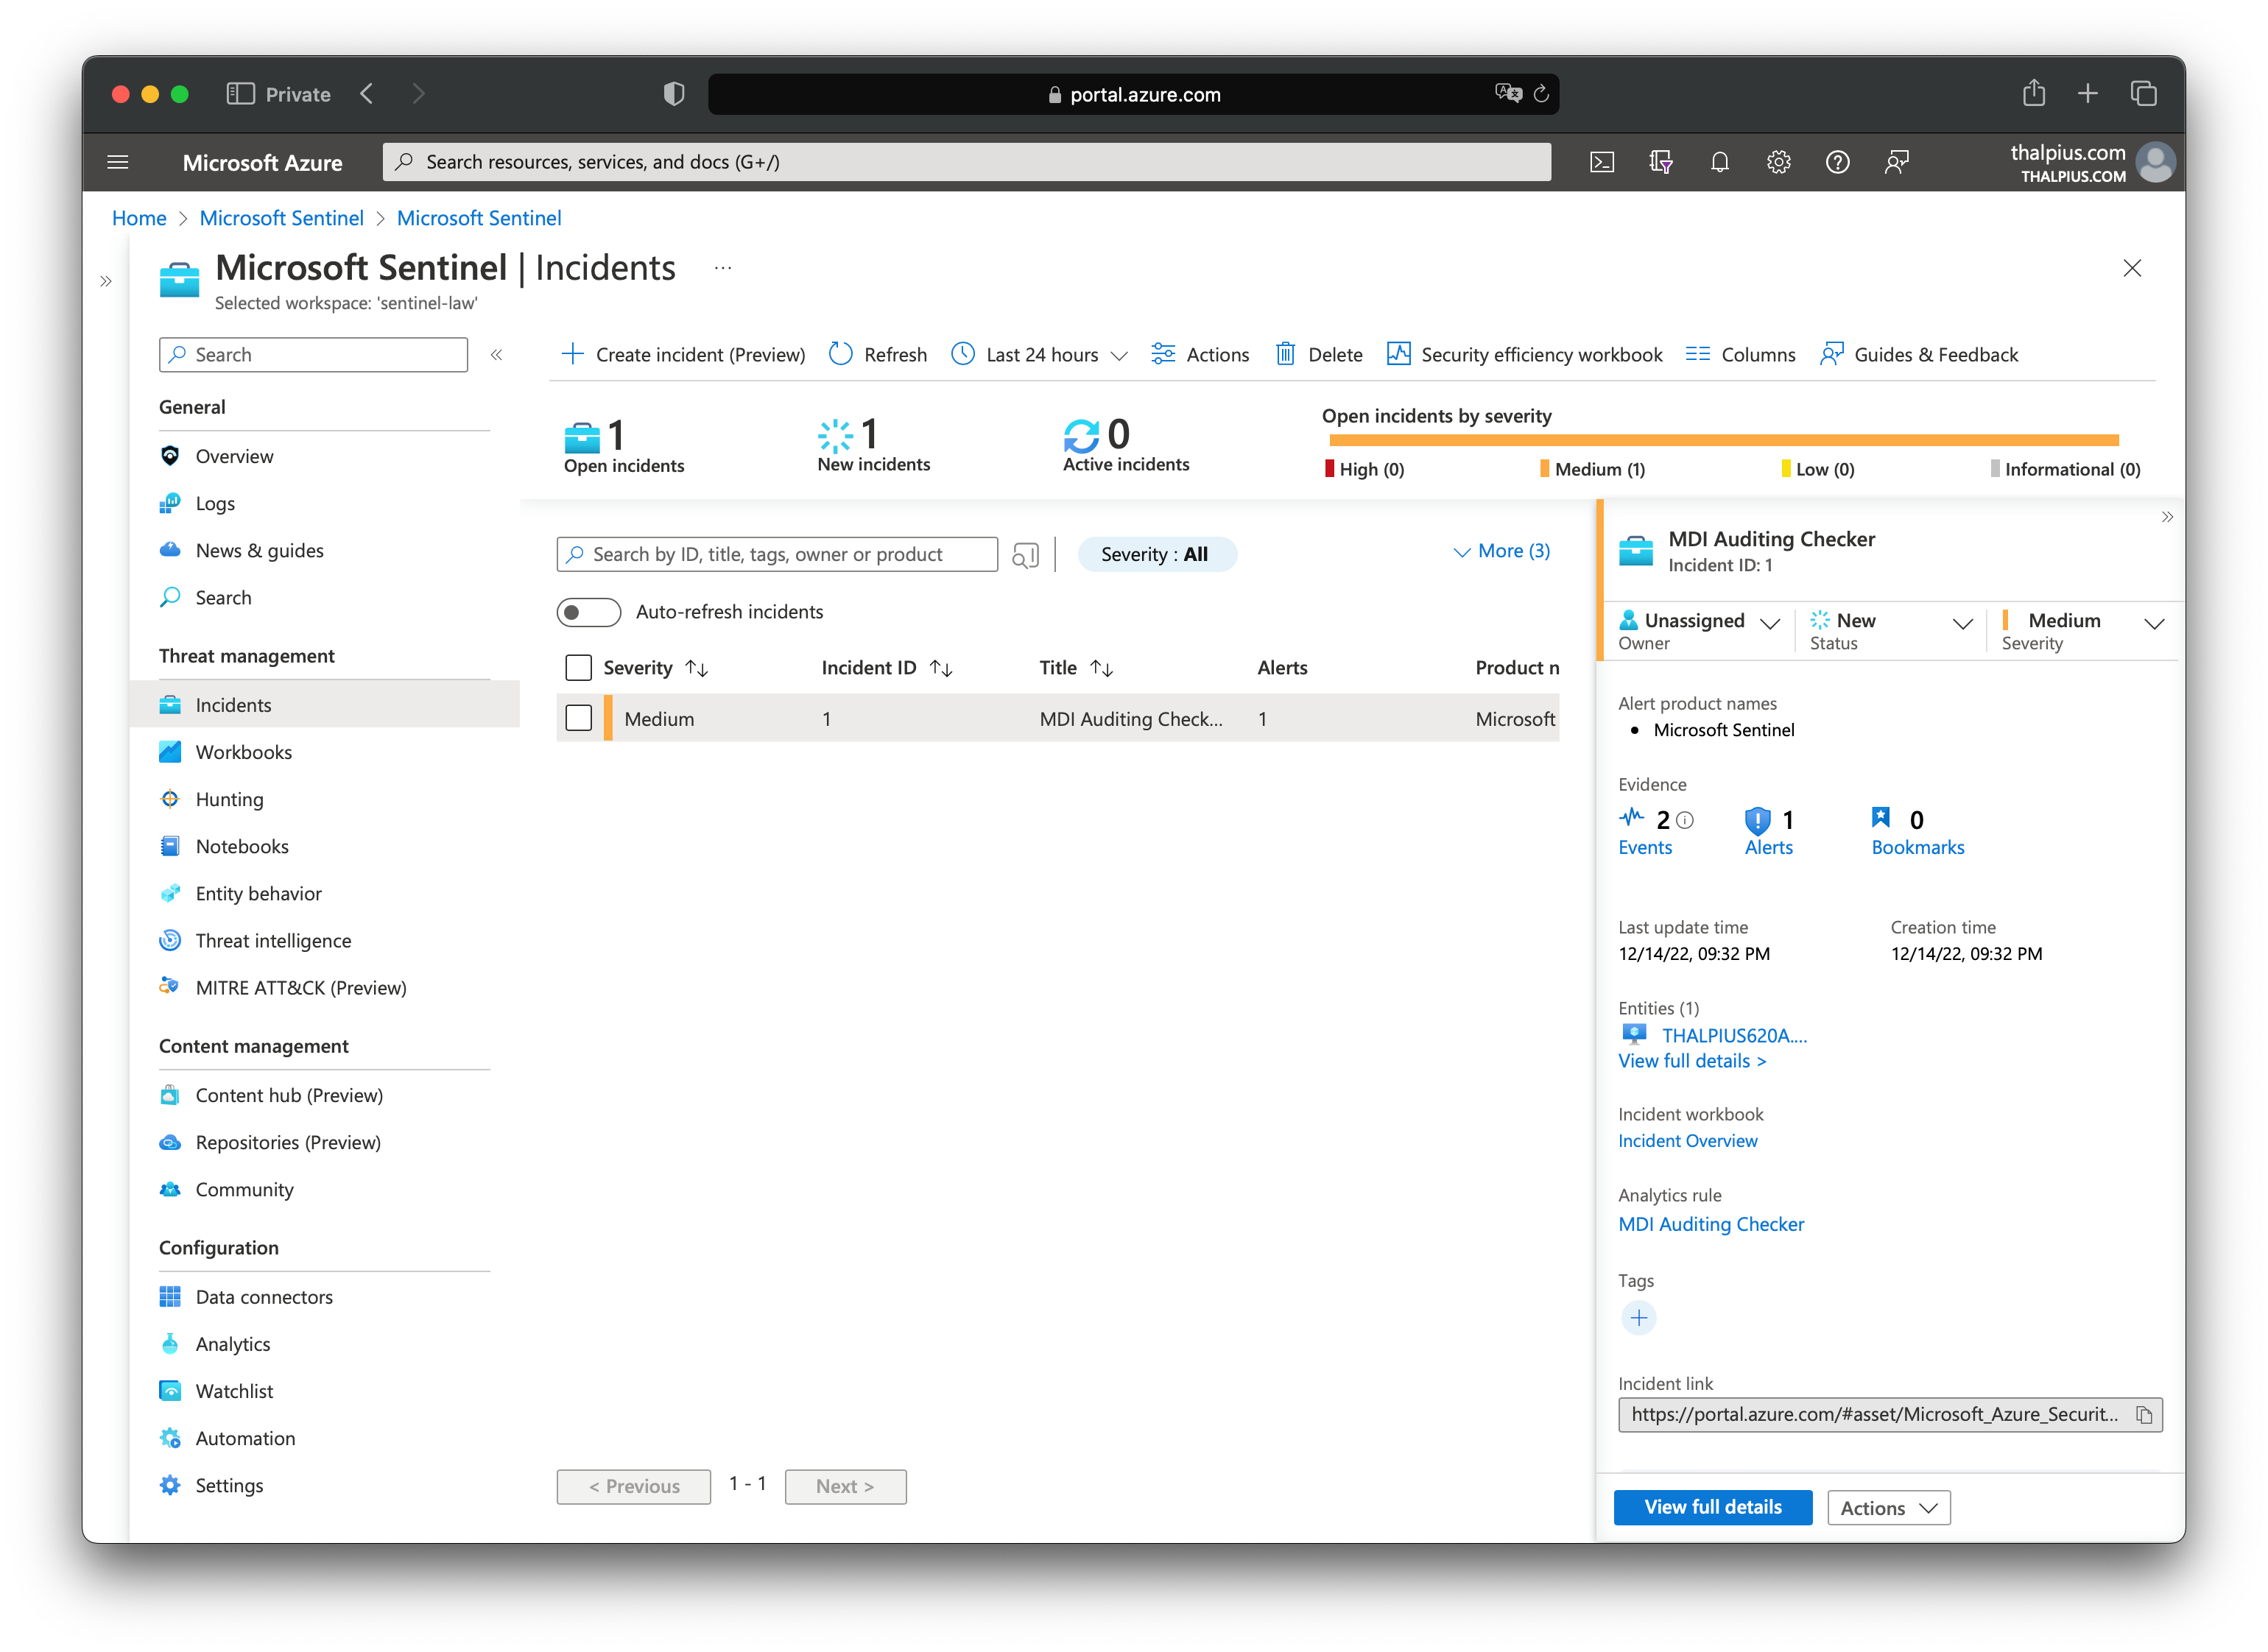 Private
portal.azure.com
Microsoft Azure
Search resources, services, and docs (G+/)
thalpius.com
THALPIUS.COM
Home > Microsoft Sentinel > Microsoft Sentinel
Microsoft Sentinel | Incidents ...
Selected workspace: 'sentinel-law'
Search
General
Overview
Logs
News & guides
Search
Threat management
Incidents
Workbooks
Hunting
Notebooks
Entity behavior
Threat intelligence
MITRE ATT&CK (Preview)
Content management
Content hub (Preview)
Repositories (Preview)
Community
Configuration
Data connectors
Analytics
Watchlist
Automation
Settings
Create incident (Preview) Refresh Last 24 hours Actions Delete Security efficiency workbook Columns Guides & Feedback
1
Open incidents
1
New incidents
0
Active incidents
Open incidents by severity
High (0) Medium (1) Low (0) Informational (0)
Search by ID, title, tags, owner or product
Severity : All
More (3)
Auto-refresh incidents
Severity Incident ID Title Alerts Product n
Medium 1 MDI Auditing Check... 1 Microsoft
< Previous 1 - 1 Next >
MDI Auditing Checker
Incident ID: 1
Unassigned
Owner
New
Status
Medium
Severity
Alert product names
• Microsoft Sentinel
Evidence
2 1 0
Events Alerts Bookmarks
Last update time
12/14/22, 09:32 PM
Creation time
12/14/22, 09:32 PM
Entities (1)
THALPIUS620A....
View full details >
Incident workbook
Incident Overview
Analytics rule
MDI Auditing Checker
Tags
Incident link
https://portal.azure.com/#asset/Microsoft_Azure_Securit...
View full details
Actions